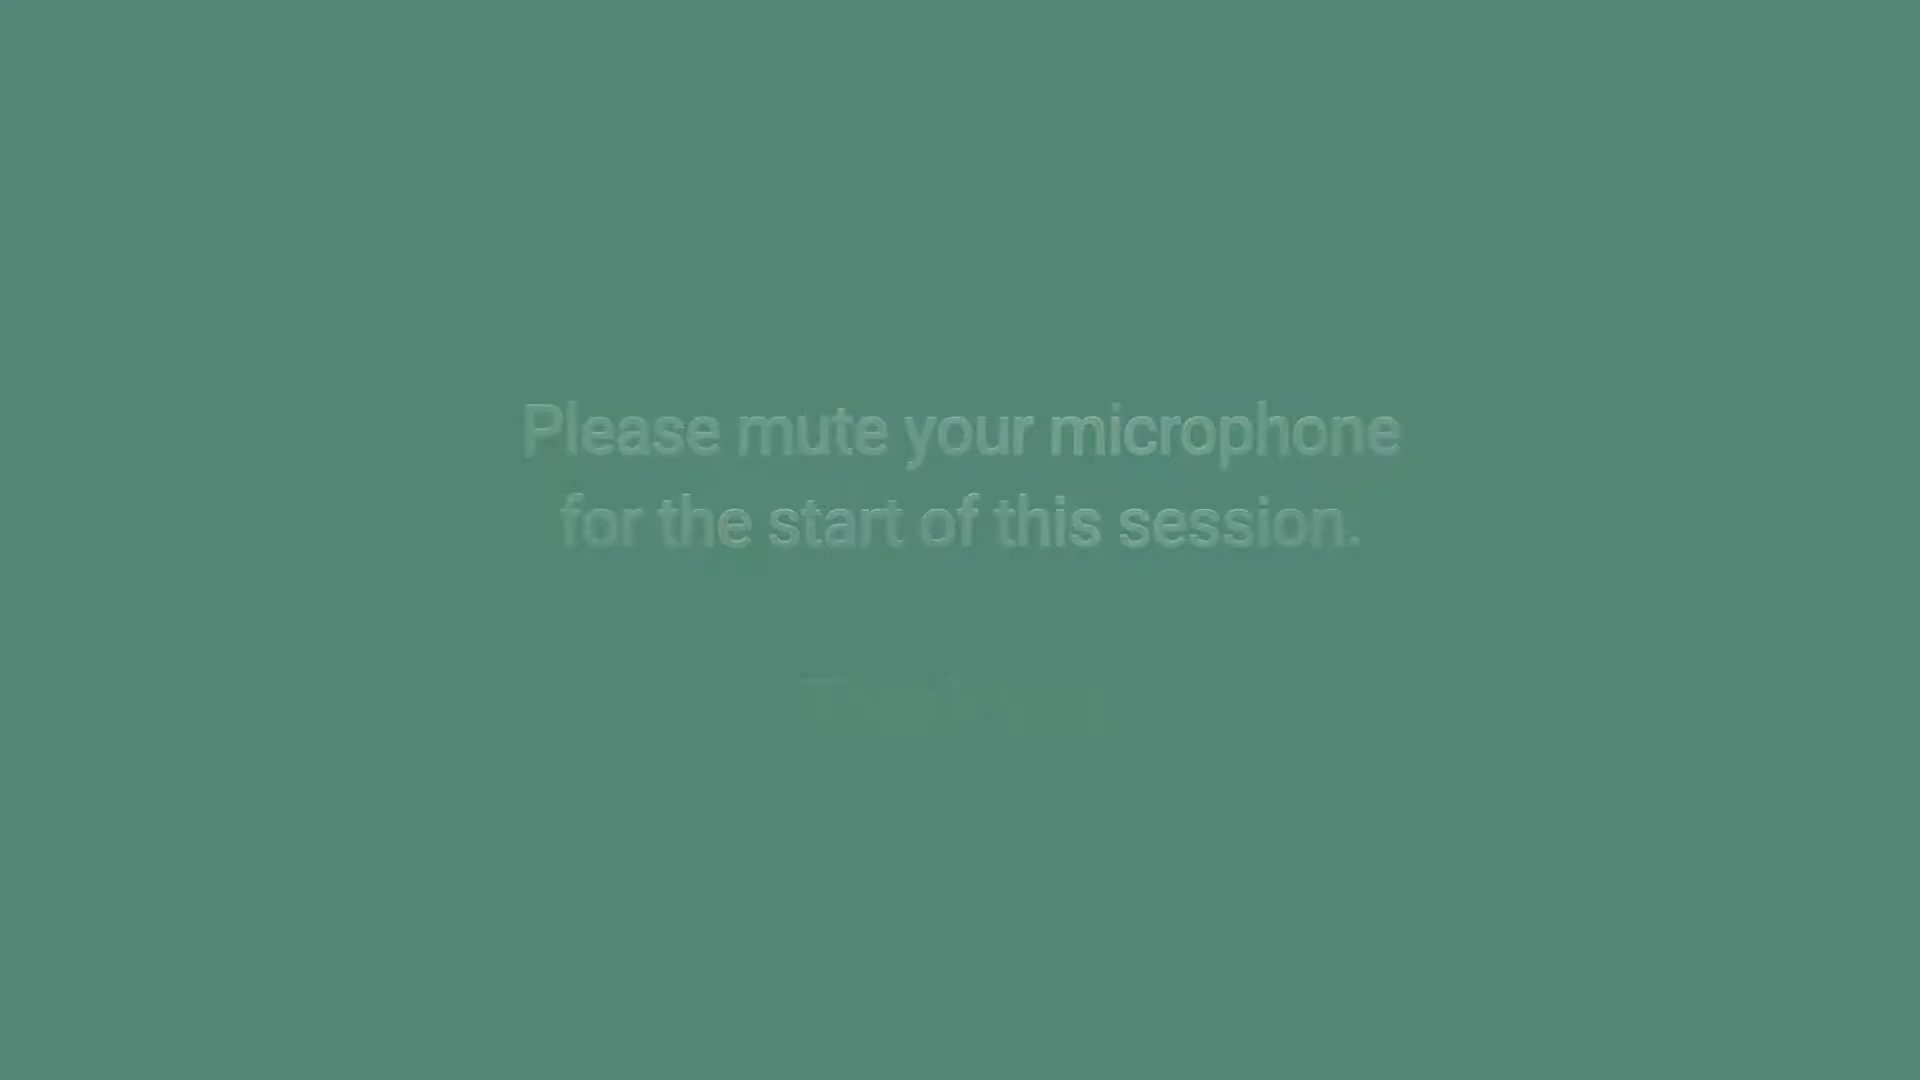 Please mute your microphone
for the start of this session.